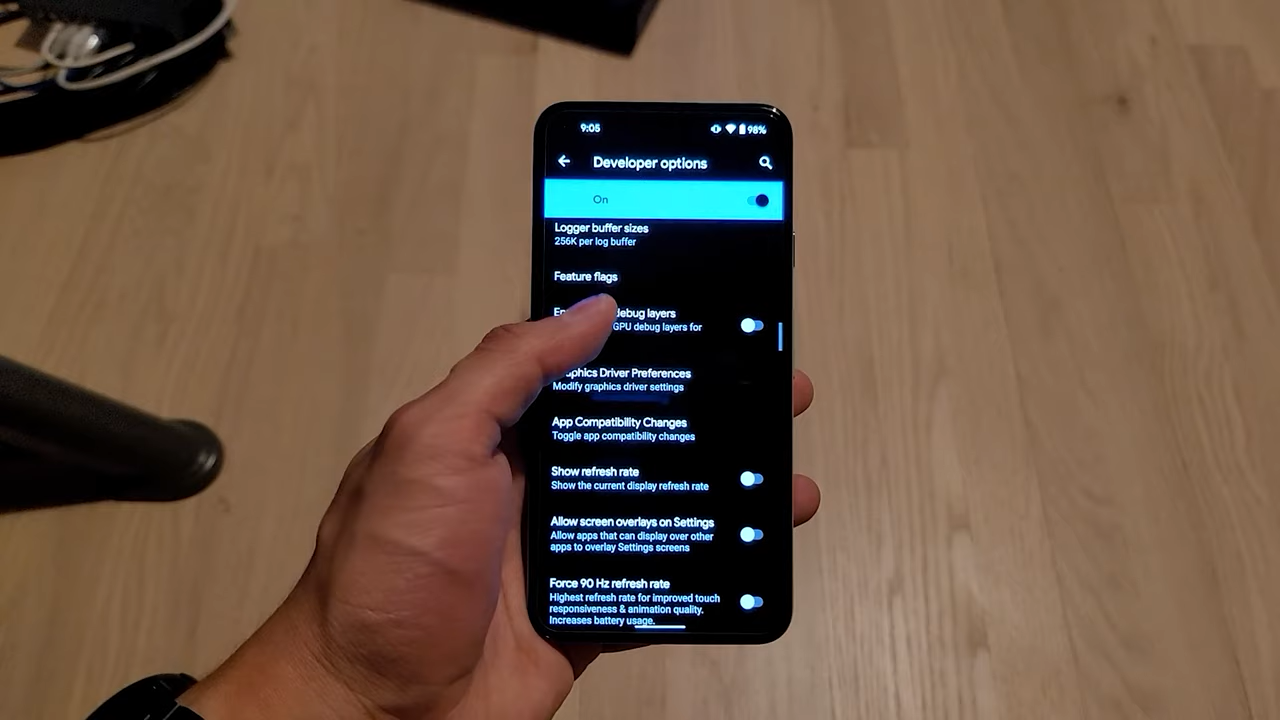 9:05 98%
Developer options
On
Logger buffer sizes
256K per log buffer
Feature flags
debug layers
GPU debug layers for
Driver Preferences
Modify graphics driver settings
App Compatibility Changes
Toggle app compatibility changes
Show refresh rate
Show the current display refresh rate
Allow screen overlays on Settings
Allow apps that can display over other
apps to overlay Settings screens
Force 90 Hz refresh rate
Highest refresh rate for improved touch
responsiveness & animation quality.
Increases battery usage.